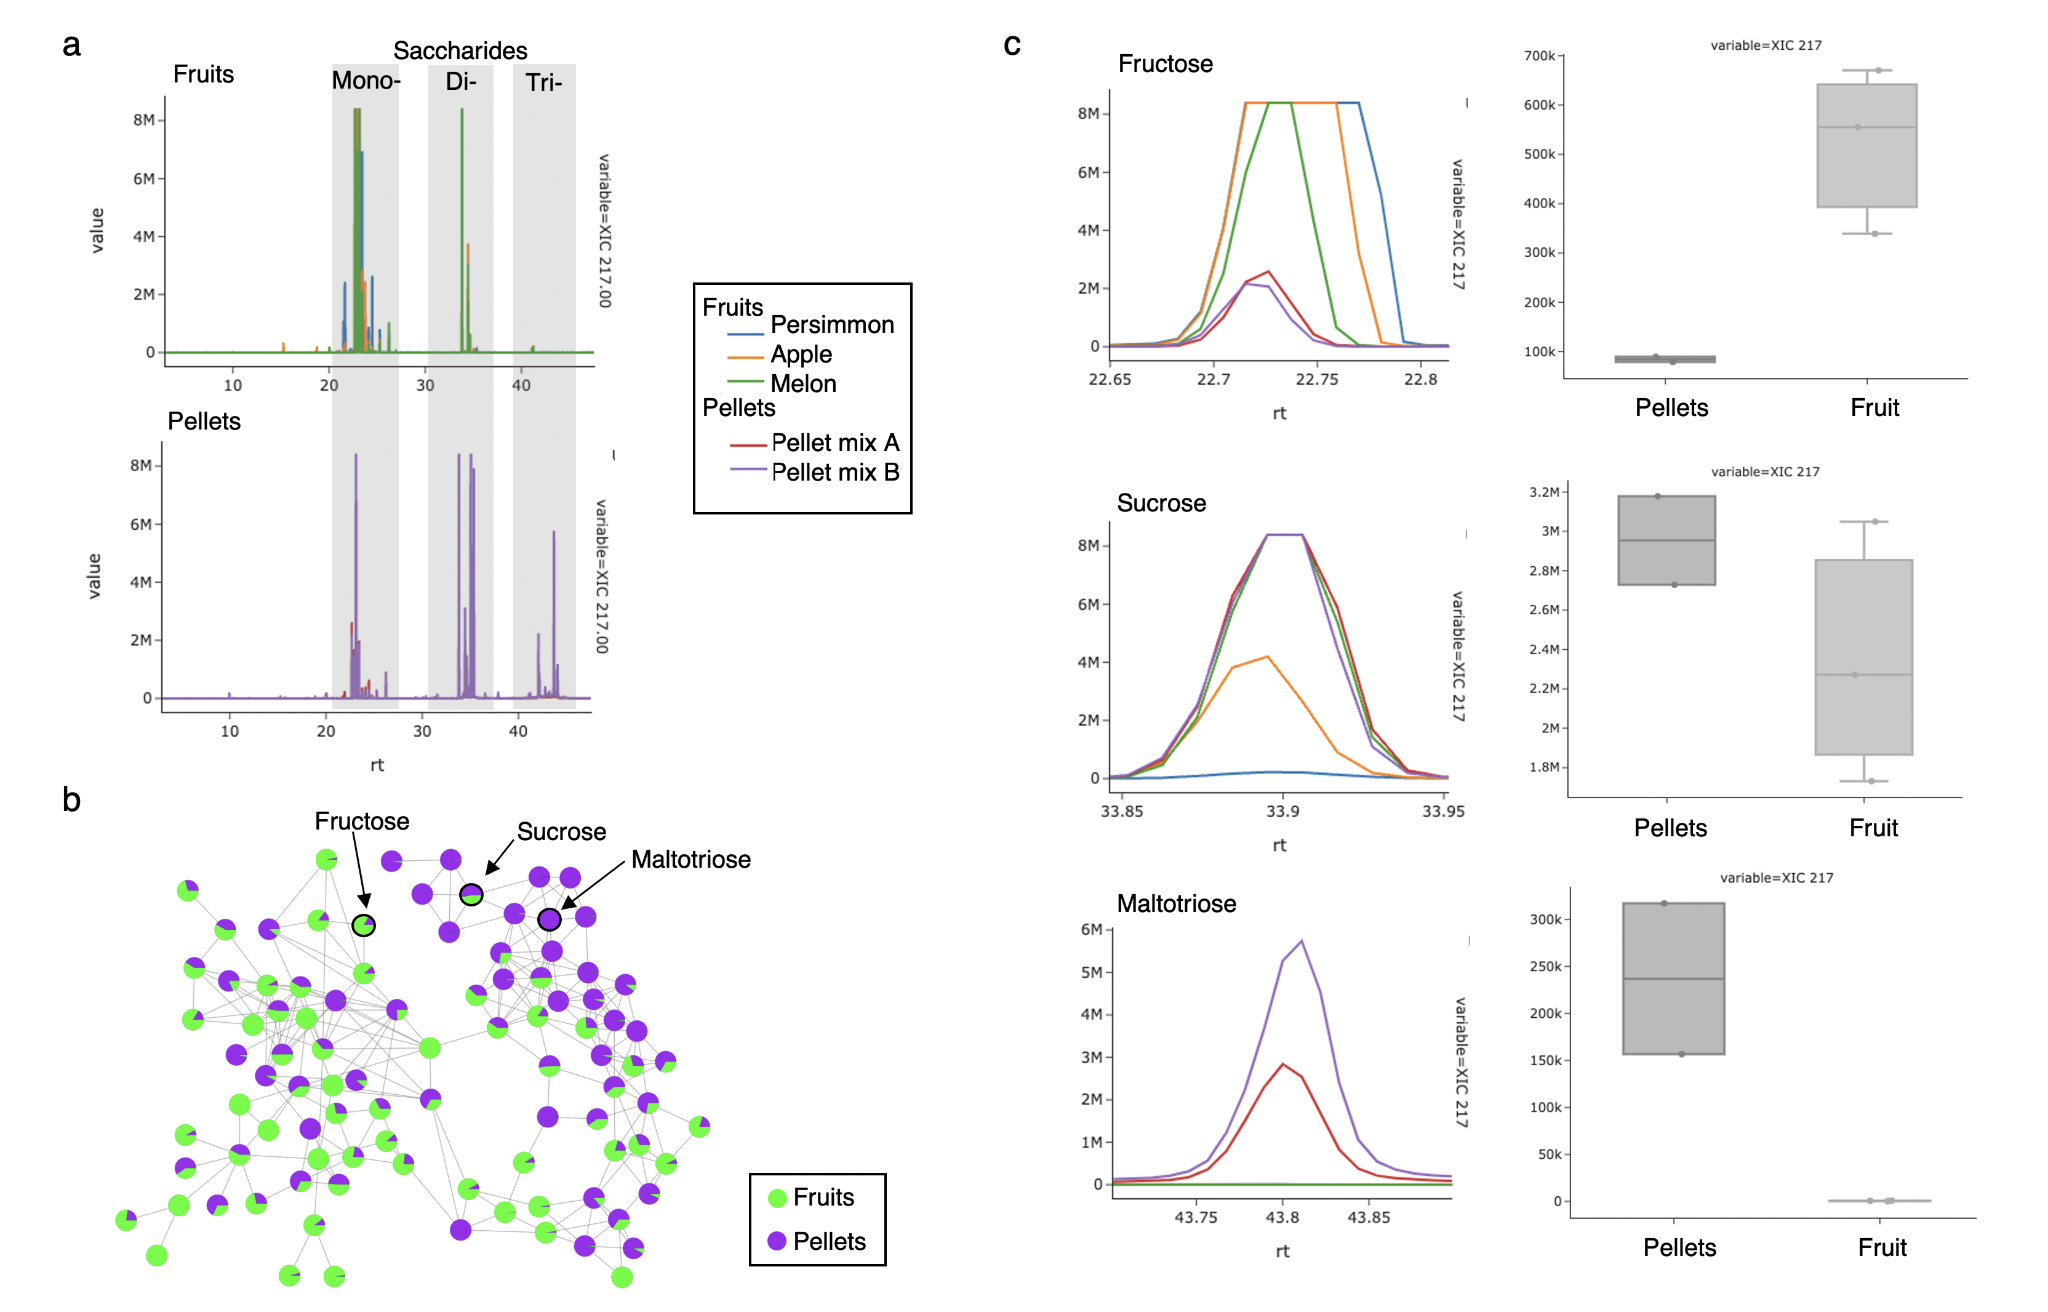 a
Saccharides
Fruits
Mono-
Di-
Tri-
8M
6M
4M
2M
0
value
variable=XIC 217.00
10
20
30
40
Pellets
8M
6M
4M
2M
0
value
variable=XIC 217.00
10
20
30
40
rt
Fruits
Persimmon
Apple
Melon
Pellets
Pellet mix A
Pellet mix B
b
Fructose
Sucrose
Maltotriose
Fruits
Pellets
c
Fructose
8M
6M
4M
2M
0
variable=XIC 217
22.65
22.7
22.75
22.8
rt
variable=XIC 217
700k
600k
500k
400k
300k
200k
100k
Pellets
Fruit
Sucrose
8M
6M
4M
2M
0
variable=XIC 217
33.85
33.9
33.95
rt
variable=XIC 217
3.2M
3M
2.8M
2.6M
2.4M
2.2M
2M
1.8M
Pellets
Fruit
Maltotriose
6M
5M
4M
3M
2M
1M
0
variable=XIC 217
43.75
43.8
43.85
rt
variable=XIC 217
300k
250k
200k
150k
100k
50k
0
Pellets
Fruit